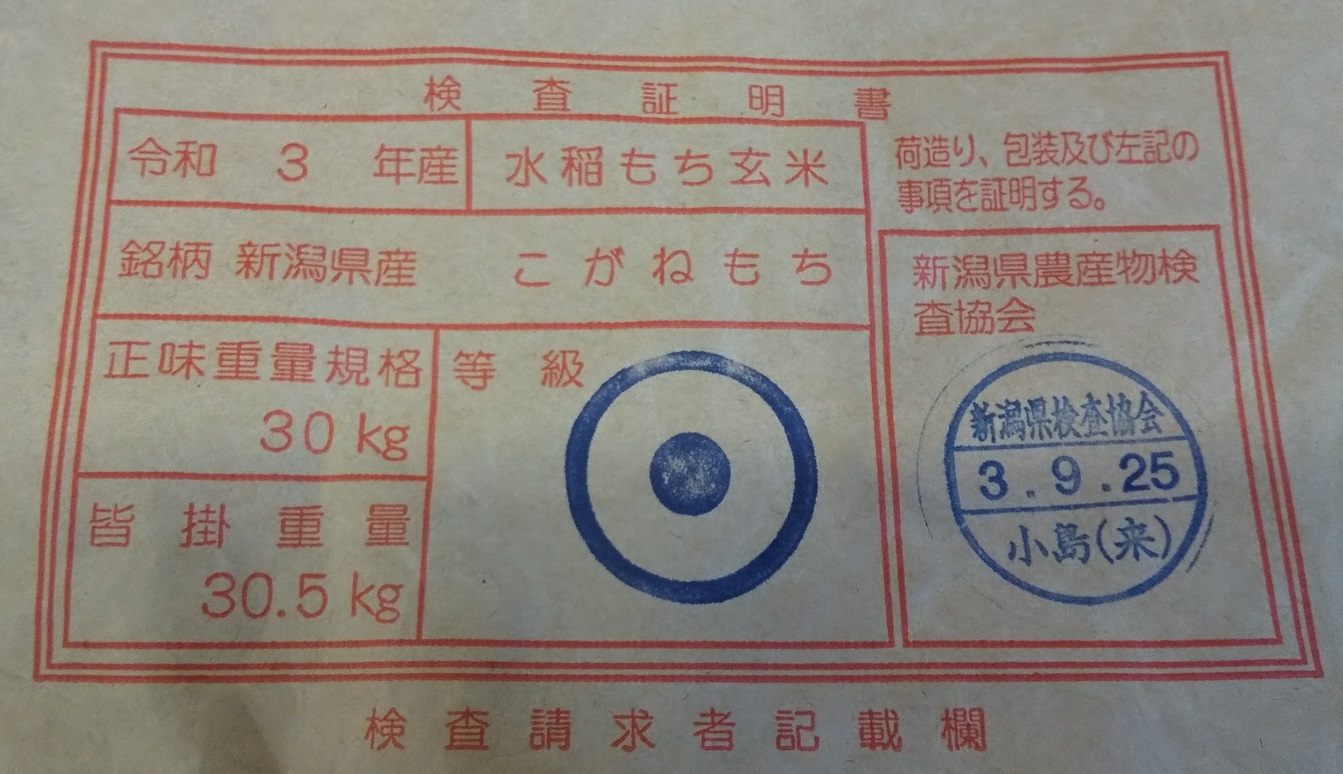 検査証明書
令和 3 年産 水稲もち玄米
銘柄 新潟県産 こがねもち
正味重量規格
30 kg
皆掛重量
30.5 kg
等級
荷造り、包装及び左記の
事項を証明する。
新潟県農産物検
査協会
新潟県検査協会
3.9.25
小島(来)
検査請求者記載欄